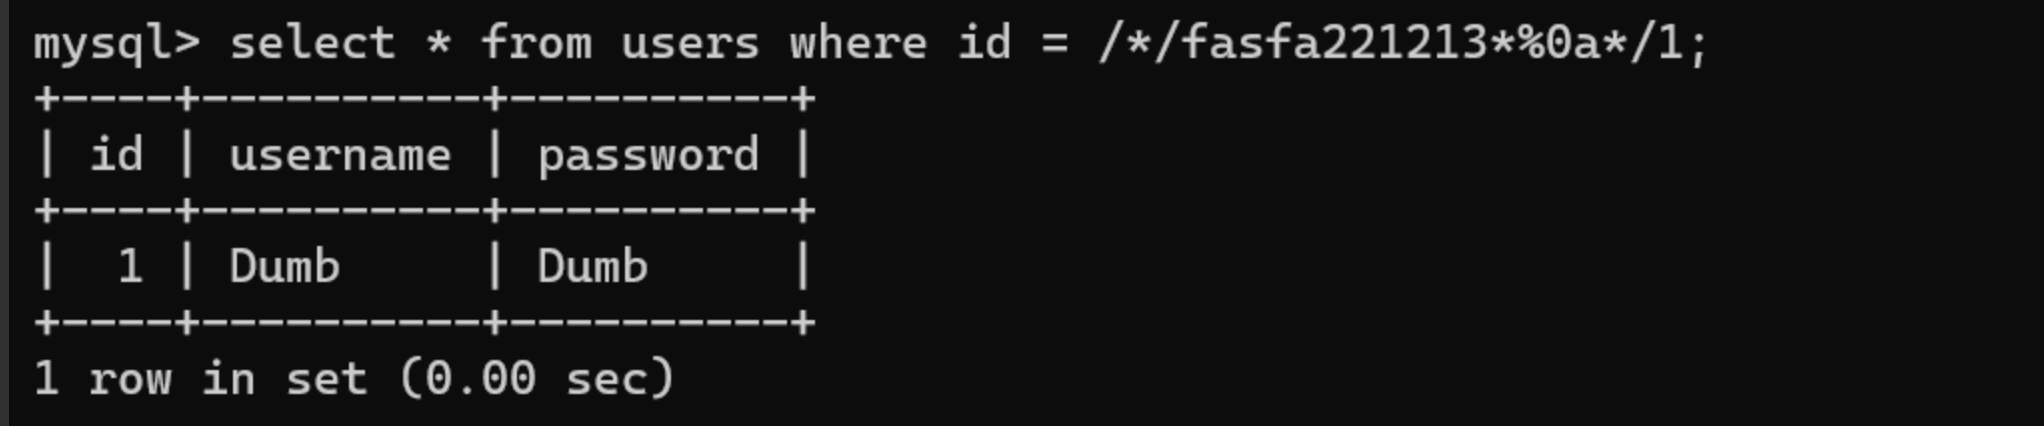 mysql> select * from users where id = /*/fasfa221213*%0a*/1;
+----+----------+----------+
| id | username | password |
+----+----------+----------+
|  1 | Dumb     | Dumb     |
+----+----------+----------+
1 row in set (0.00 sec)